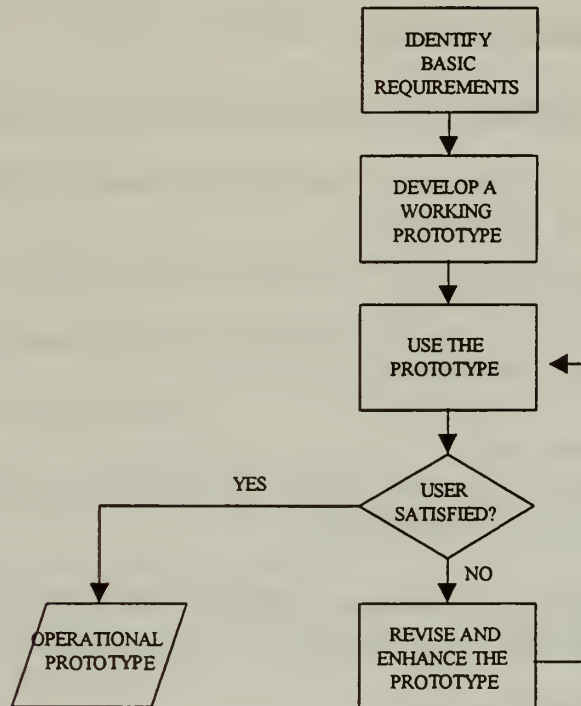 IDENTIFY
BASIC
REQUIREMENTS
DEVELOP A
WORKING
PROTOTYPE
USE THE
PROTOTYPE
USER
SATISFIED?
YES
NO
OPERATIONAL
PROTOTYPE
REVISE AND
ENHANCE THE
PROTOTYPE